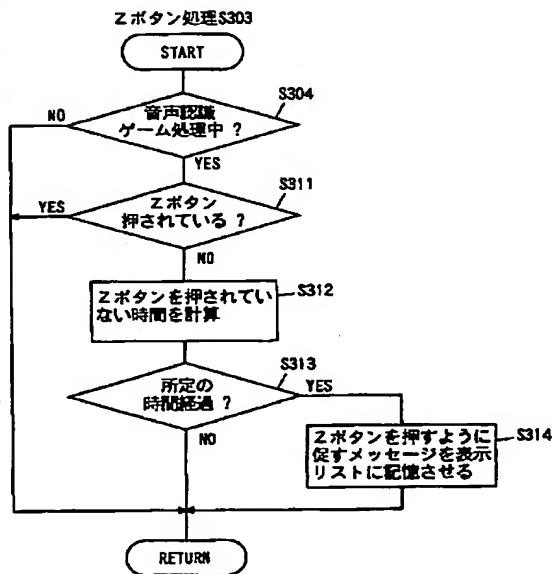 Zボタン処理S303
START
S304
音声認識
ゲーム処理中 ?
NO
YES
S311
Zボタン
押されている ?
YES
NO
S312
Zボタンを押されてい
ない時間を計算
S313
所定の
時間経過 ?
YES
NO
S314
Zボタンを押すように
促すメッセージを表示
リストに記憶させる
RETURN